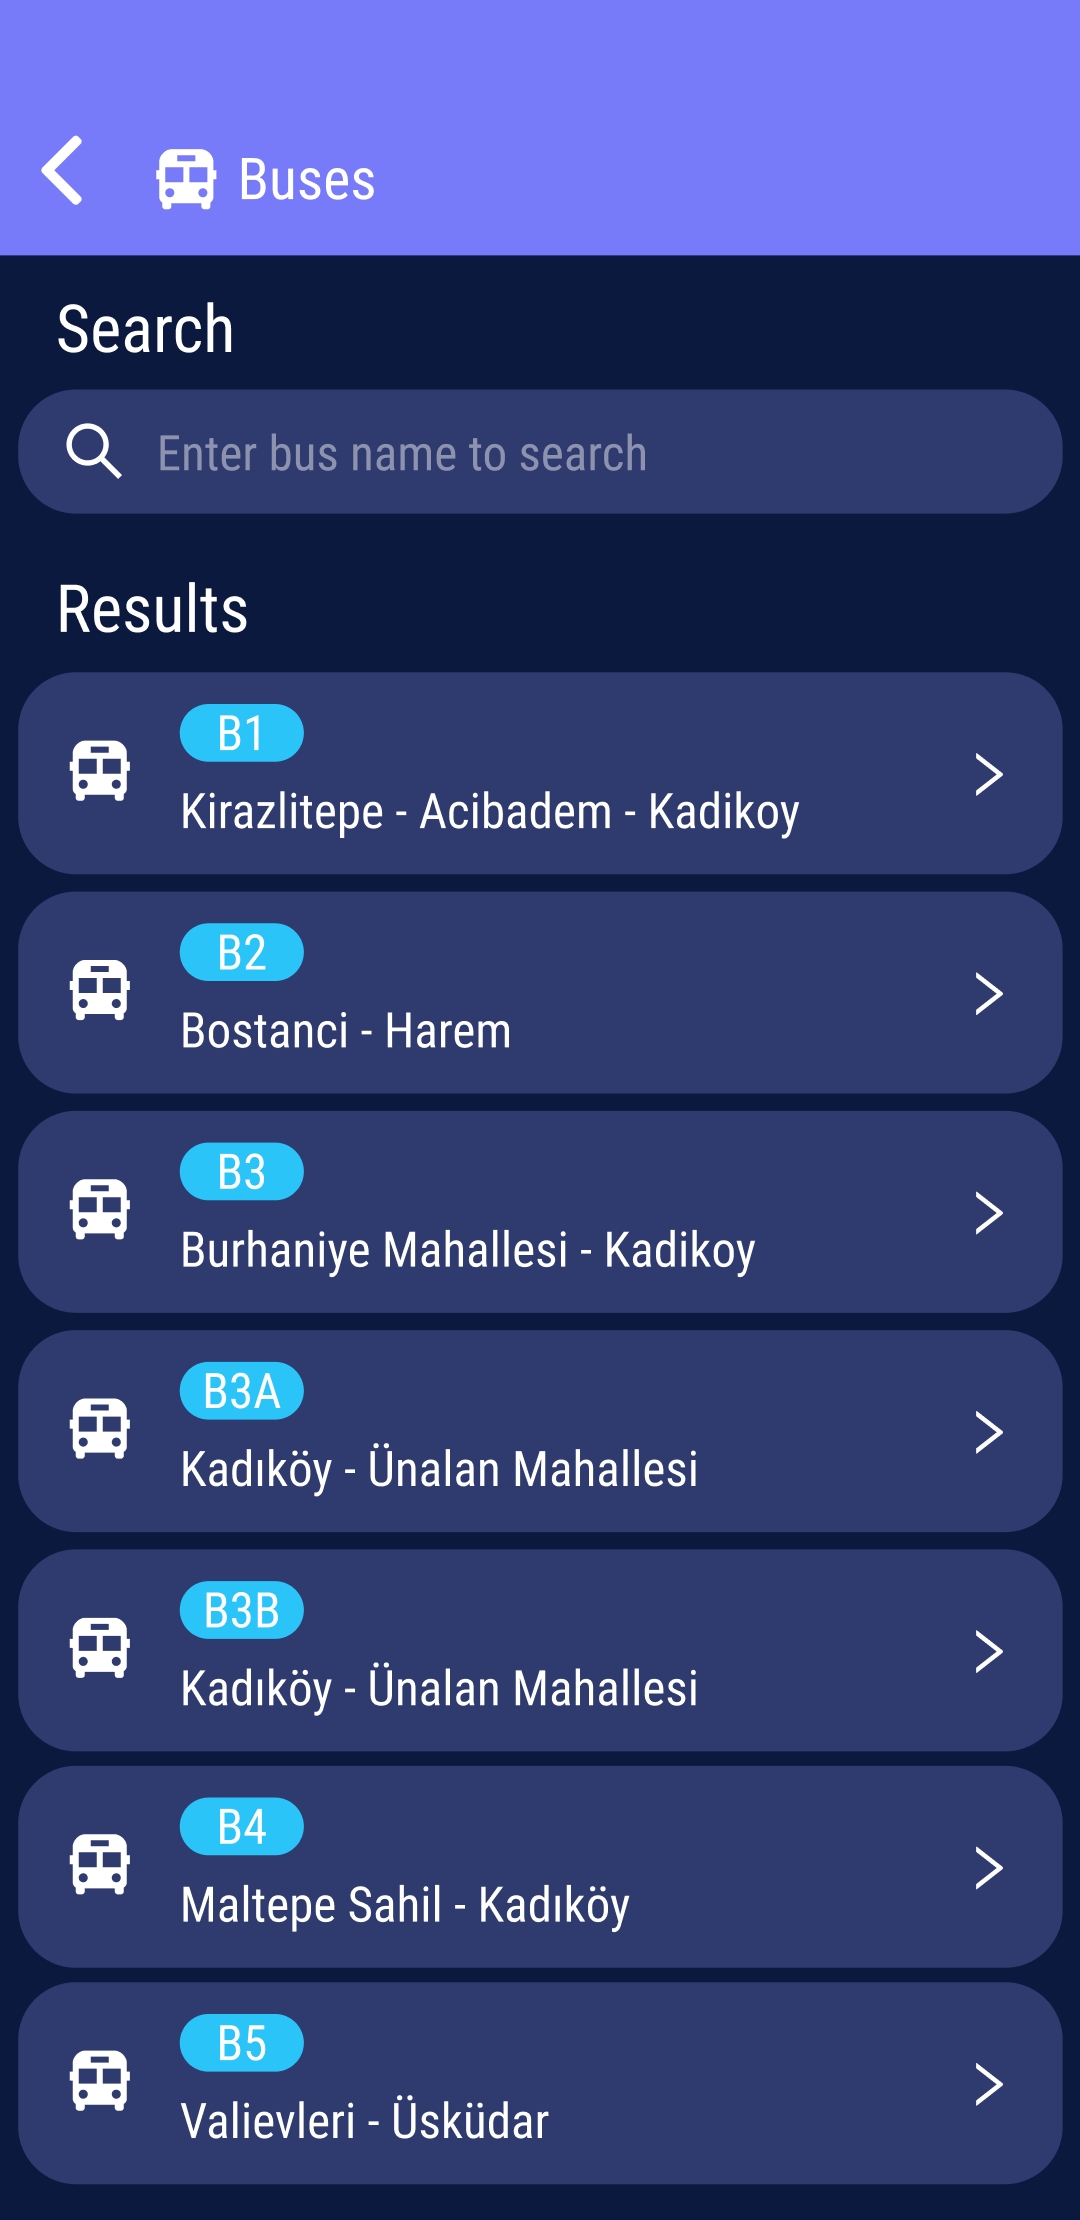 Buses
Search
Enter bus name to search
Results
B1
Kirazlitepe - Acibadem - Kadikoy
B2
Bostanci - Harem
B3
Burhaniye Mahallesi - Kadikoy
B3A
Kadıköy - Ünalan Mahallesi
B3B
Kadıköy - Ünalan Mahallesi
B4
Maltepe Sahil - Kadıköy
B5
Valievleri - Üsküdar